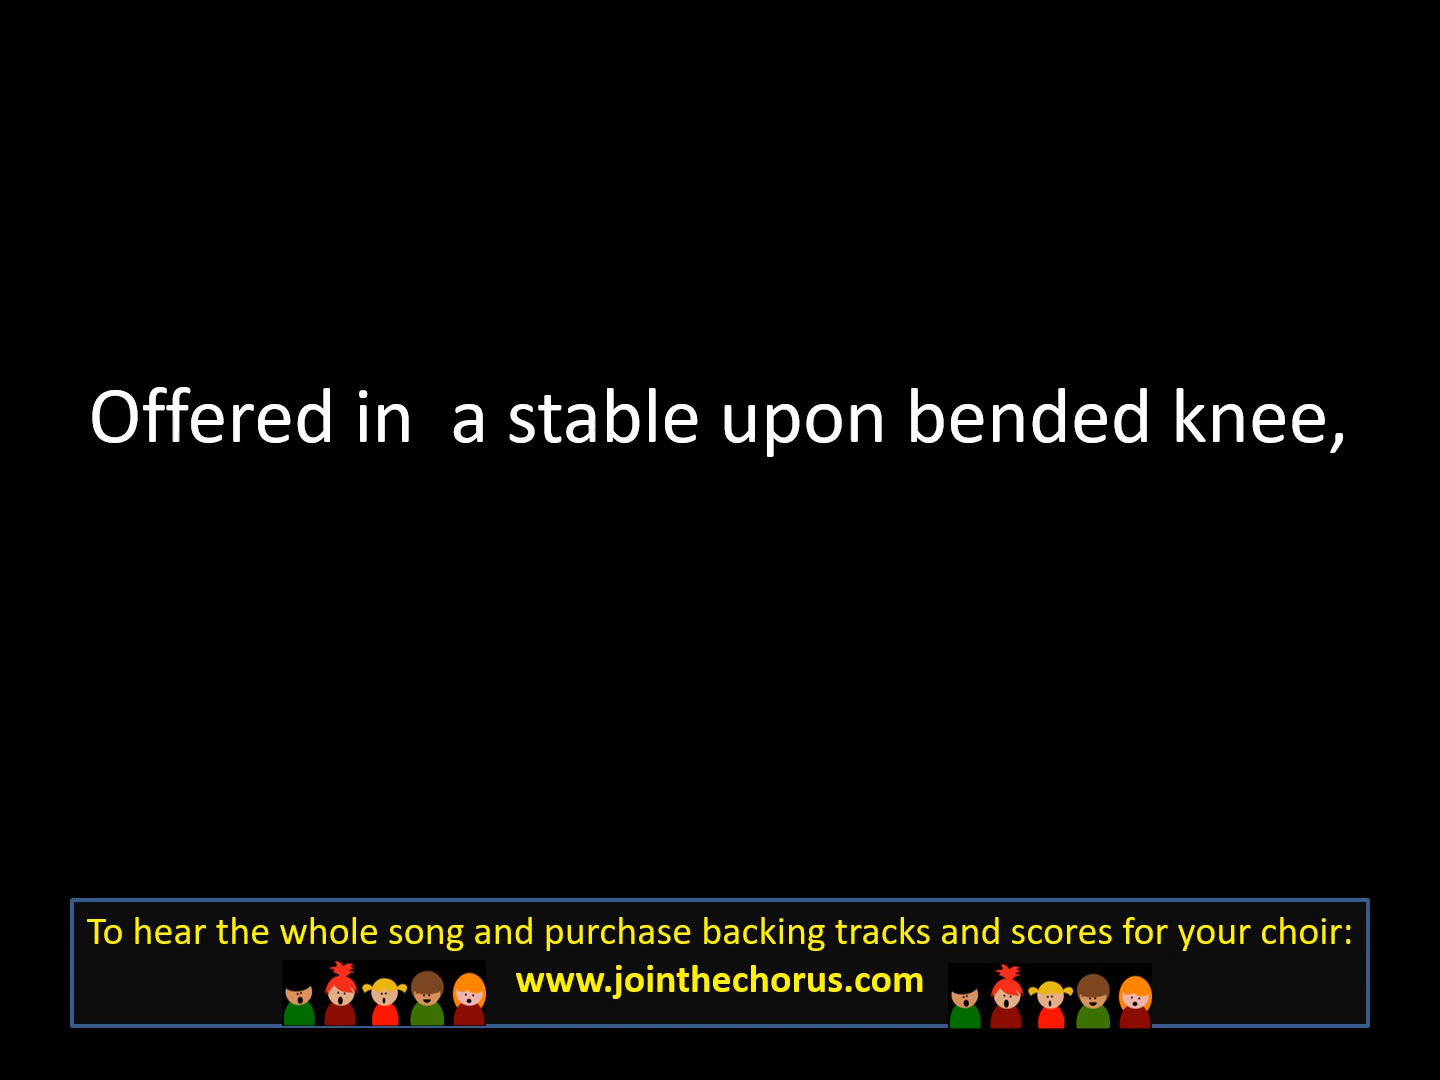 Offered in  a stable upon bended knee,
To hear the whole song and purchase backing tracks and scores for your choir:
www.jointhechorus.com